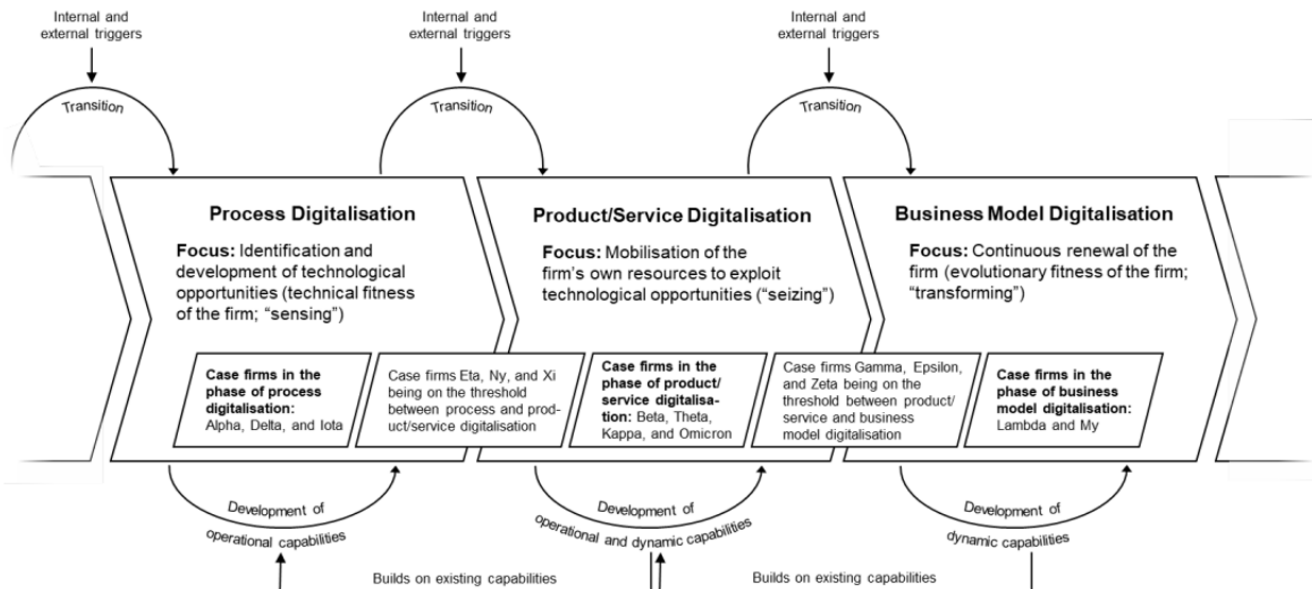 Internal and
external triggers
Internal and
external triggers
Internal and
external triggers
Transition
Transition
Transition
Process Digitalisation
Focus: Identification and
development of technological
opportunities (technical fitness
of the firm; “sensing”)
Product/Service Digitalisation
Focus: Mobilisation of the
firm’s own resources to exploit
technological opportunities (“seizing”)
Business Model Digitalisation
Focus: Continuous renewal of the
firm (evolutionary fitness of the firm;
“transforming”)
Case firms in the
phase of process
digitalisation:
Alpha, Delta, and Iota
Case firms Eta, Ny, and Xi
being on the threshold
between process and prod-
uct/service digitalisation
Case firms in the
phase of product/
service digitalisa-
tion: Beta, Theta,
Kappa, and Omicron
Case firms Gamma, Epsilon,
and Zeta being on the
threshold between product/
service and business
model digitalisation
Case firms in the
phase of business
model digitalisation:
Lambda and My
Development of
operational capabilities
Development of
operational and dynamic capabilities
Development of
dynamic capabilities
Builds on existing capabilities
Builds on existing capabilities